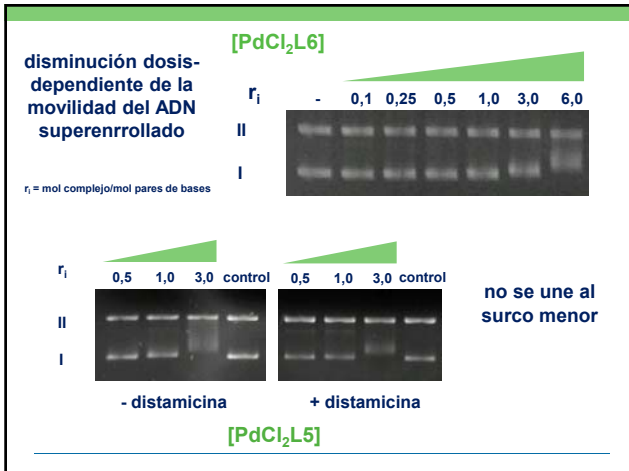 [PdCl₂L6]
disminución dosis-
dependiente de la
movilidad del ADN
superenrrollado
rᵢ - 0,1 0,25 0,5 1,0 3,0 6,0
II
I
rᵢ = mol complejo/mol pares de bases
rᵢ 0,5 1,0 3,0 control 0,5 1,0 3,0 control
II
I
no se une al
surco menor
- distamicina + distamicina
[PdCl₂L5]